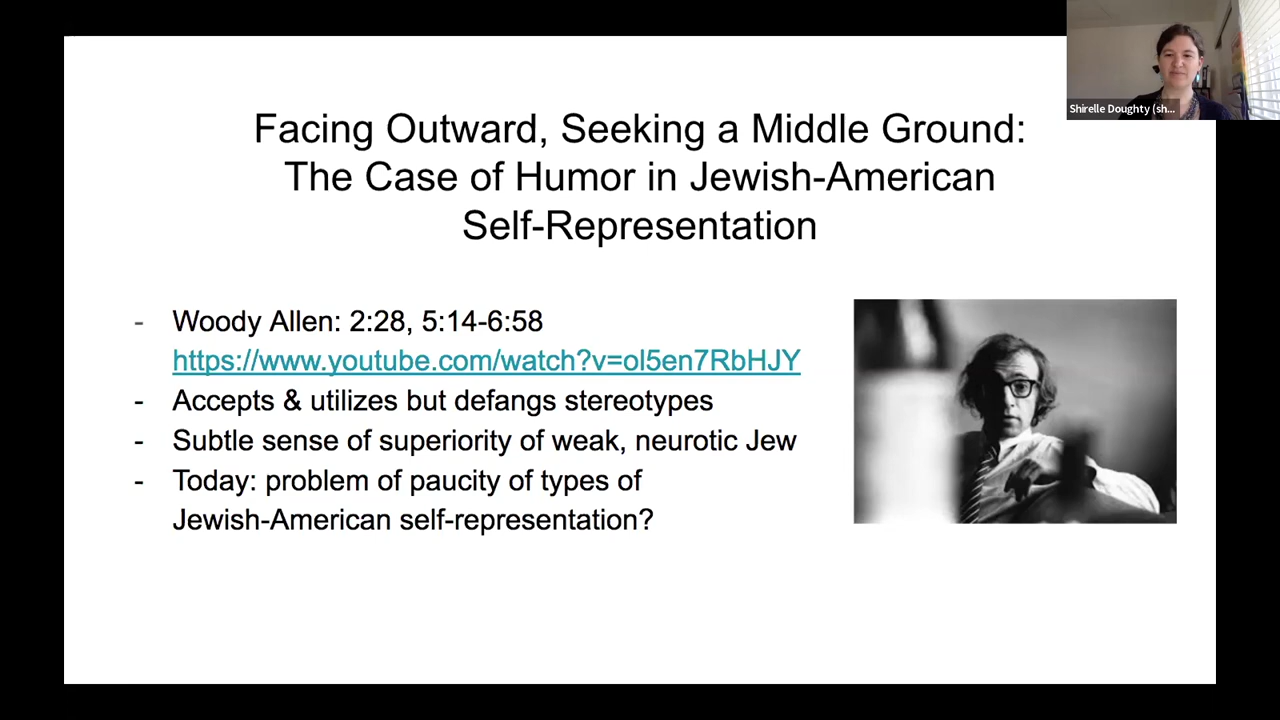 Shirelle Doughty (sh...
Facing Outward, Seeking a Middle Ground:
The Case of Humor in Jewish-American
Self-Representation
- Woody Allen: 2:28, 5:14-6:58
https://www.youtube.com/watch?v=ol5en7RbHJY
- Accepts & utilizes but defangs stereotypes
- Subtle sense of superiority of weak, neurotic Jew
- Today: problem of paucity of types of
Jewish-American self-representation?